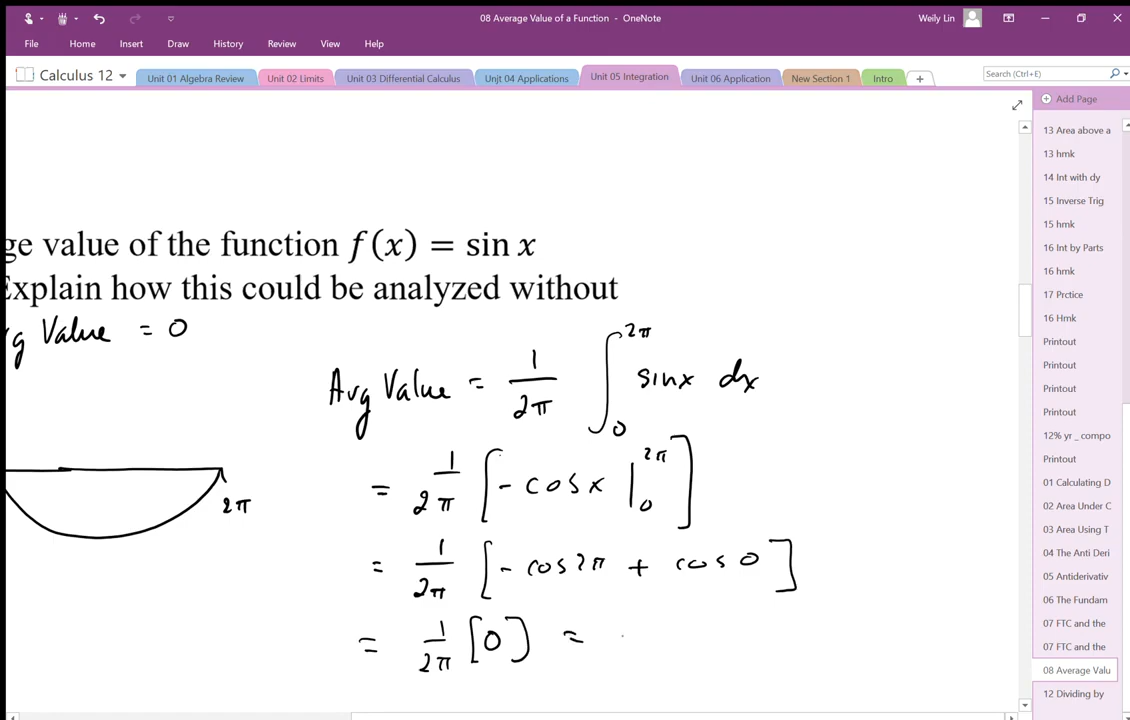 08 Average Value of a Function - OneNote
Weily Lin
File Home Insert Draw History Review View Help
Calculus 12
Unit 01 Algebra Review
Unit 02 Limits
Unit 03 Differential Calculus
Unit 04 Applications
Unit 05 Integration
Unit 06 Application
New Section 1
Intro
Search (Ctrl+E)
Add Page
13 Area above a
13 hmk
14 Int with dy
15 Inverse Trig
15 hmk
16 Int by Parts
16 hmk
17 Prctice
18 Hmk
Printout
Printout
Printout
Printout
12% yr _ compo
Printout
01 Calculating D
02 Area Under C
03 Area Using T
04 The Anti Deri
05 Antiderivativ
06 The Fundam
07 FTC and the
07 FTC and the
08 Average Valu
12 Dividing by
ge value of the function f(x) = sin x
Explain how this could be analyzed without
g Value = 0
2π
Avg Value = 1/2π ∫₀^2π sinx dx
= 1/2π [- cosx |₀^2π]
= 1/2π [- cos2π + cos 0]
= 1/2π [0] =